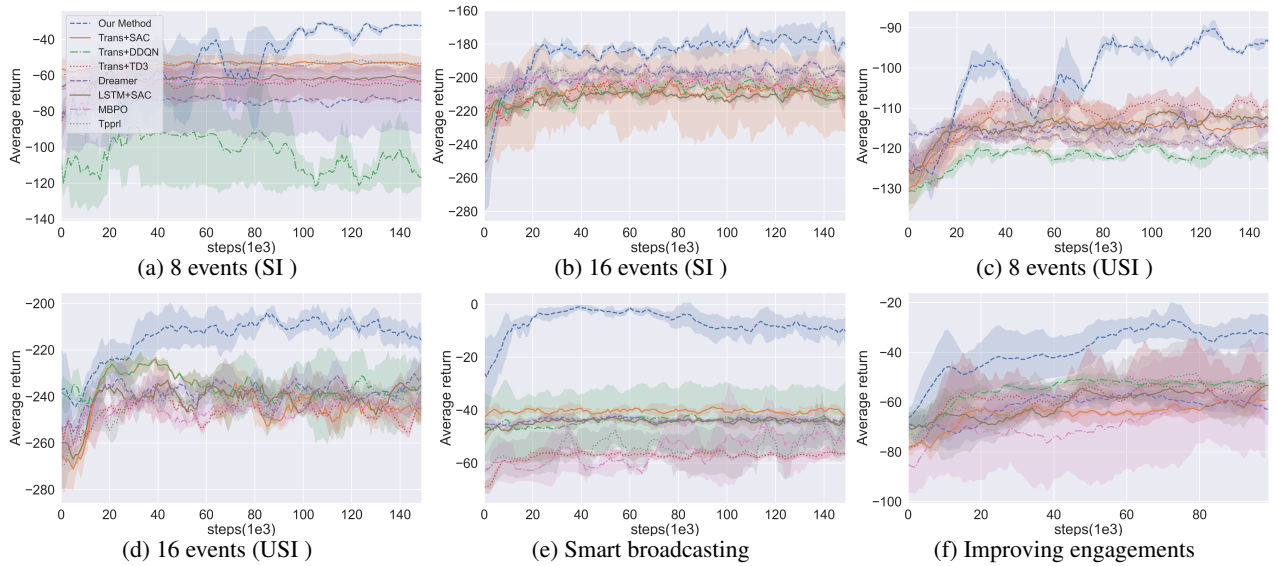 Average return
−40
−60
−80
−100
−120
−140
Our Method
Trans+SAC
Trans+DDQN
Trans+TD3
Dreamer
LSTM+SAC
MBPO
Tpprl
0 20 40 60 80 100 120 140
steps(1e3)
(a) 8 events (SI )
Average return
−160
−180
−200
−220
−240
−260
−280
0 20 40 60 80 100 120 140
steps(1e3)
(b) 16 events (SI )
Average return
−90
−100
−110
−120
−130
0 20 40 60 80 100 120 140
steps(1e3)
(c) 8 events (USI )
Average return
−200
−220
−240
−260
−280
0 20 40 60 80 100 120 140
steps(1e3)
(d) 16 events (USI )
Average return
0
−20
−40
−60
0 20 40 60 80 100 120 140
steps(1e3)
(e) Smart broadcasting
Average return
−20
−40
−60
−80
−100
0 20 40 60 80
steps(1e3)
(f) Improving engagements